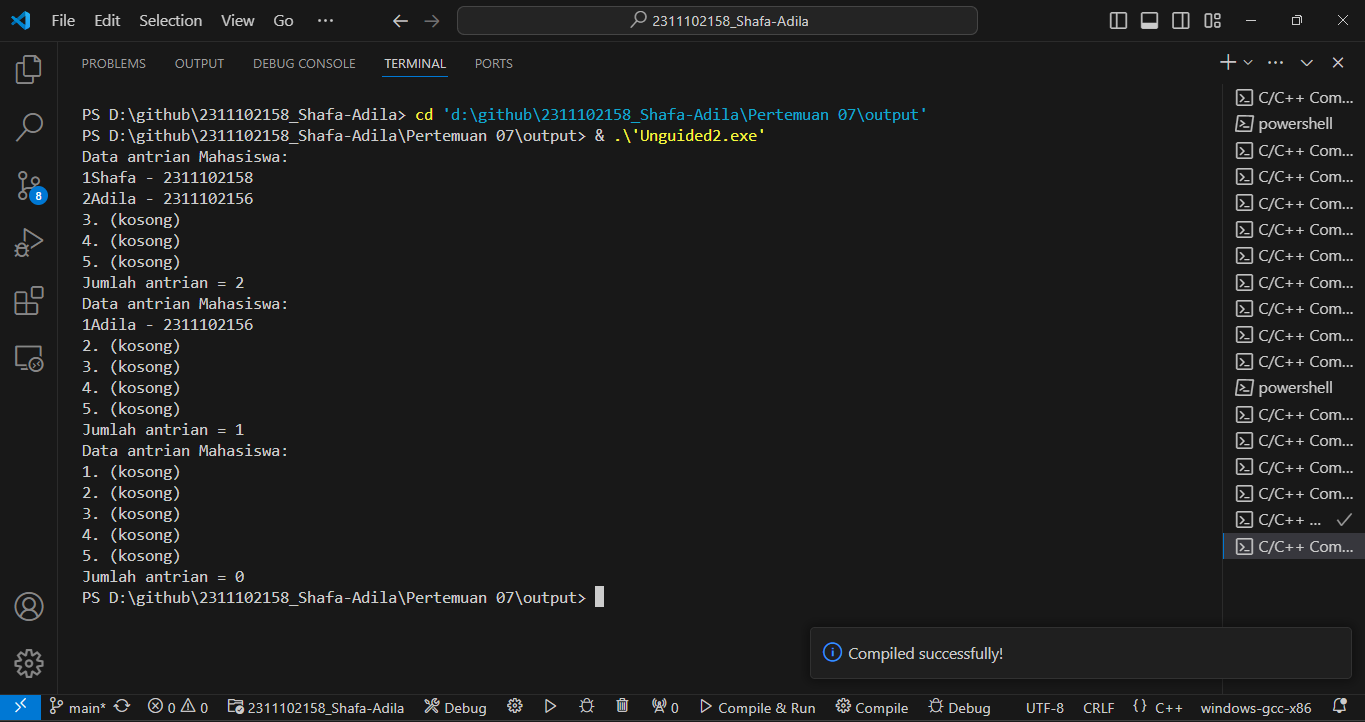 File Edit Selection View Go ··· 2311102158_Shafa-Adila
PROBLEMS OUTPUT DEBUG CONSOLE TERMINAL PORTS
PS D:\github\2311102158_Shafa-Adila> cd 'd:\github\2311102158_Shafa-Adila\Pertemuan 07\output'
PS D:\github\2311102158_Shafa-Adila\Pertemuan 07\output> & .\'Unguided2.exe'
Data antrian Mahasiswa:
1Shafa - 2311102158
2Adila - 2311102156
3. (kosong)
4. (kosong)
5. (kosong)
Jumlah antrian = 2
Data antrian Mahasiswa:
1Adila - 2311102156
2. (kosong)
3. (kosong)
4. (kosong)
5. (kosong)
Jumlah antrian = 1
Data antrian Mahasiswa:
1. (kosong)
2. (kosong)
3. (kosong)
4. (kosong)
5. (kosong)
Jumlah antrian = 0
PS D:\github\2311102158_Shafa-Adila\Pertemuan 07\output>
C/C++ Com...
powershell
C/C++ Com...
C/C++ Com...
C/C++ Com...
C/C++ Com...
C/C++ Com...
C/C++ Com...
C/C++ Com...
C/C++ Com...
C/C++ Com...
powershell
C/C++ Com...
C/C++ Com...
C/C++ Com...
C/C++ Com...
C/C++ ...
C/C++ Com...
8
Compiled successfully!
main* 0 0 2311102158_Shafa-Adila Debug 0 Compile & Run Compile Debug UTF-8 CRLF {} C++ windows-gcc-x86